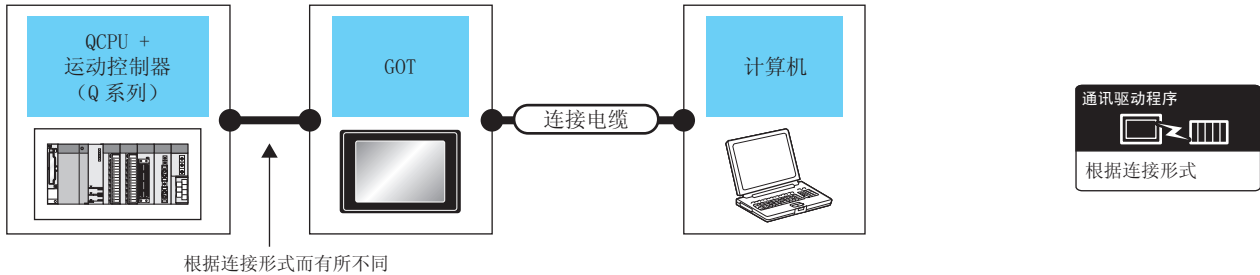 QCPU +
运动控制器
（Q 系列）
GOT
连接电缆
计算机
根据连接形式而有所不同
通讯驱动程序
根据连接形式